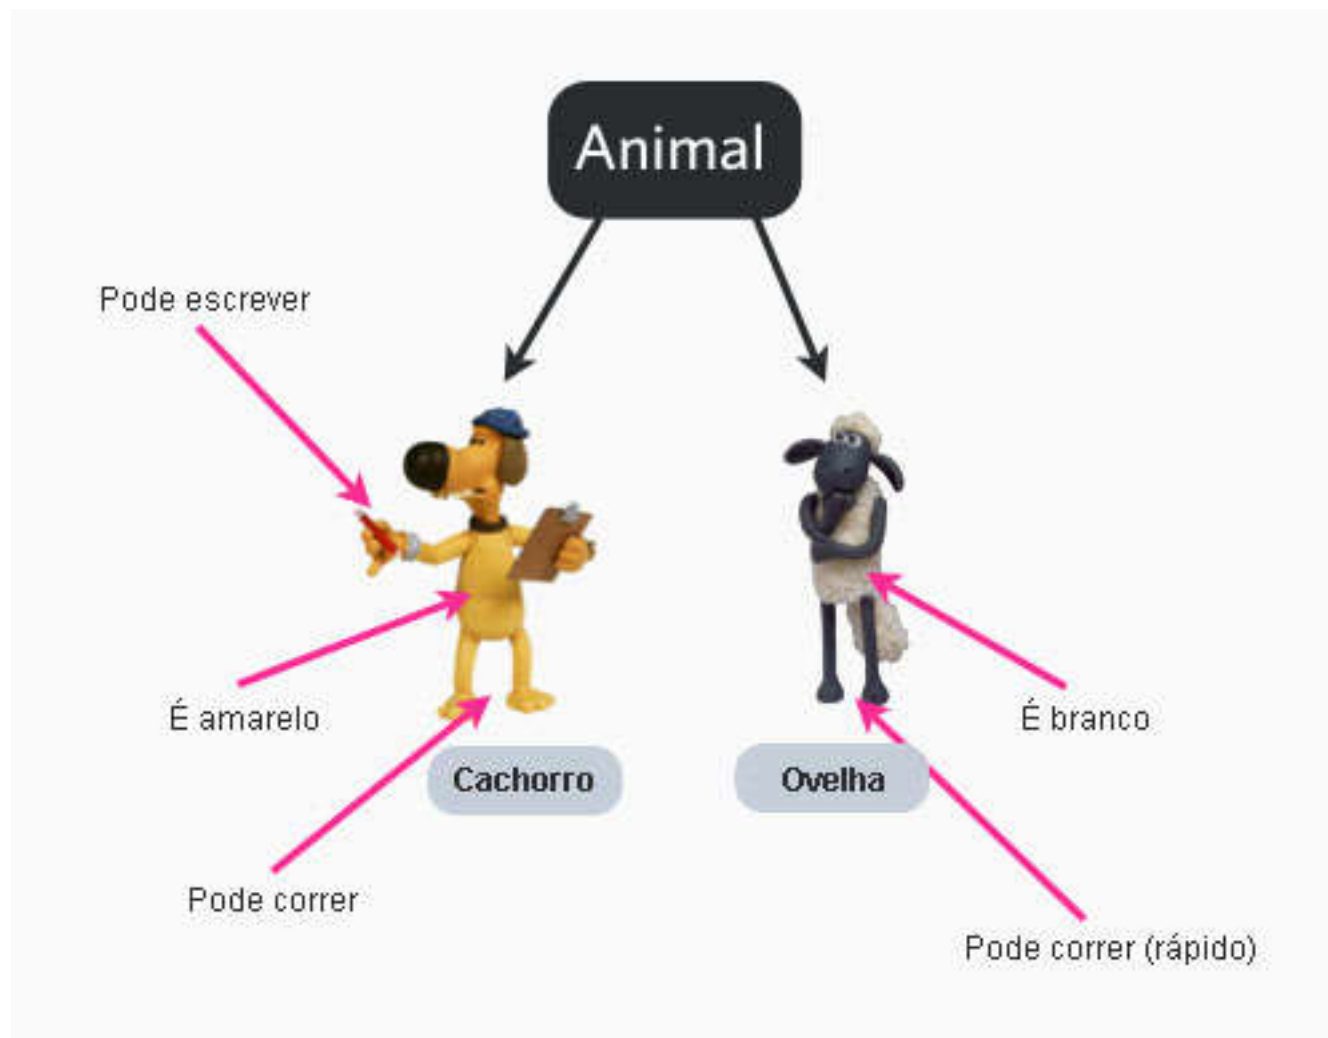 Animal
Pode escrever
É amarelo
É branco
Cachorro
Ovelha
Pode correr
Pode correr (rápido)